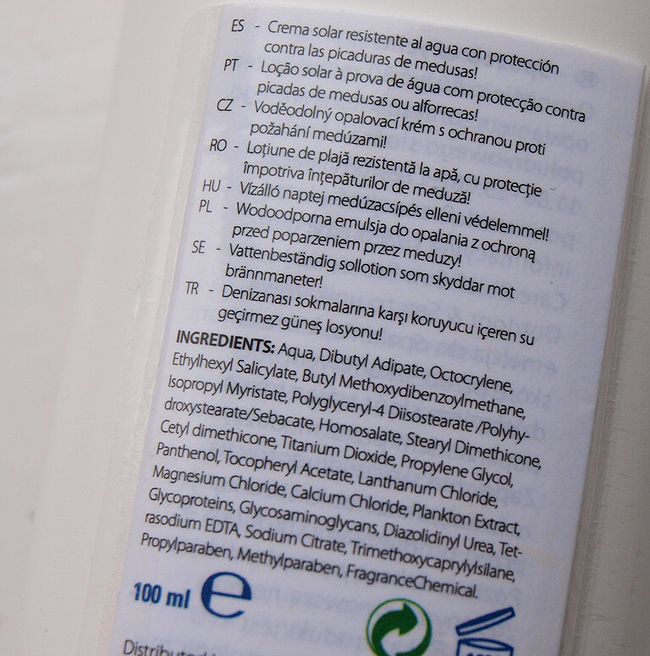 ES - Crema solar resistente al agua con protección
contra las picaduras de medusas!
PT - Loção solar à prova de água com protecção contra
picadas de medusas ou alforrecas!
CZ - Voděodolný opalovací krém s ochranou proti
požahání medúzami!
RO - Loțiune de plajă rezistentă la apă, cu protecție
împotriva înțepăturilor de meduză!
HU - Vízálló naptej medúzacsípés elleni védelemmel!
PL - Wodoodporna emulsja do opalania z ochroną
przed poparzeniem przez meduzy!
SE - Vattenbeständig sollotion som skyddar mot
brännmaneter!
TR - Denizanası sokmalarına karşı koruyucu içeren su
geçirmez güneş losyonu!
INGREDIENTS: Aqua, Dibutyl Adipate, Octocrylene,
Ethylhexyl Salicylate, Butyl Methoxydibenzoylmethane,
Isopropyl Myristate, Polyglyceryl-4 Diisostearate /Polyhy-
droxystearate/Sebacate, Homosalate, Stearyl Dimethicone,
Cetyl dimethicone, Titanium Dioxide, Propylene Glycol,
Panthenol, Tocopheryl Acetate, Lanthanum Chloride,
Magnesium Chloride, Calcium Chloride, Plankton Extract,
Glycoproteins, Glycosaminoglycans, Diazolidinyl Urea, Tet-
rasodium EDTA, Sodium Citrate, Trimethoxycaprylylsilane,
Propylparaben, Methylparaben, FragranceChemical.
100 ml e
Distributed